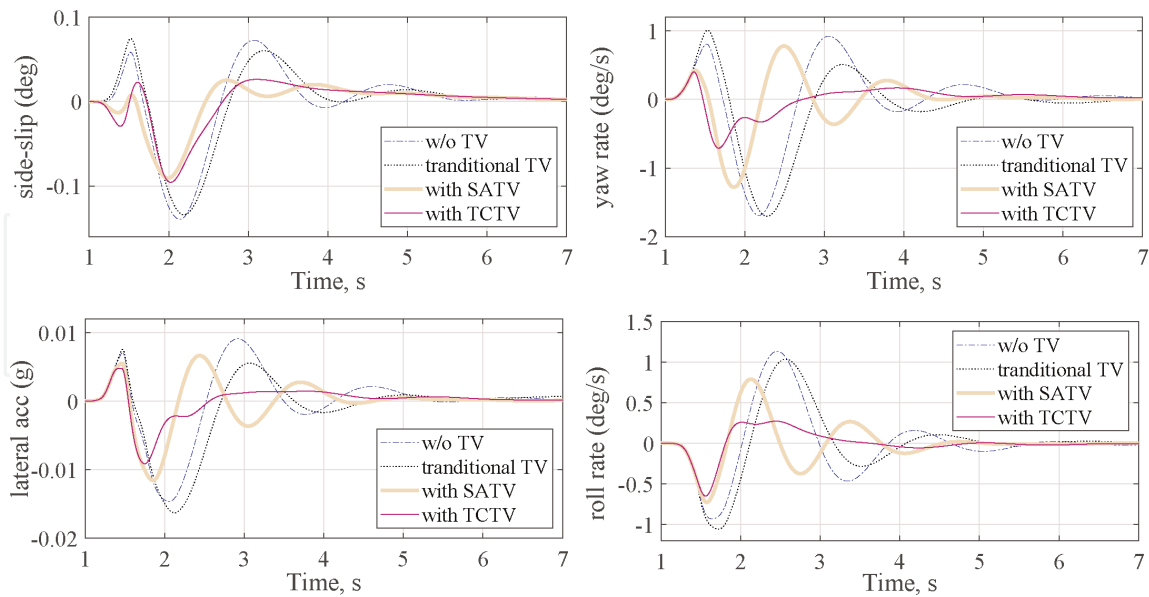 0.1
0
-0.1
side-slip (deg)
w/o TV
tranditional TV
with SATV
with TCTV
1 2 3 4 5 6 7
Time, s
1
0
-1
-2
yaw rate (deg/s)
w/o TV
tranditional TV
with SATV
with TCTV
1 2 3 4 5 6 7
Time, s
0.01
0
-0.01
-0.02
lateral acc (g)
w/o TV
tranditional TV
with SATV
with TCTV
1 2 3 4 5 6 7
Time, s
1.5
1
0.5
0
-0.5
-1
roll rate (deg/s)
w/o TV
tranditional TV
with SATV
with TCTV
1 2 3 4 5 6 7
Time, s